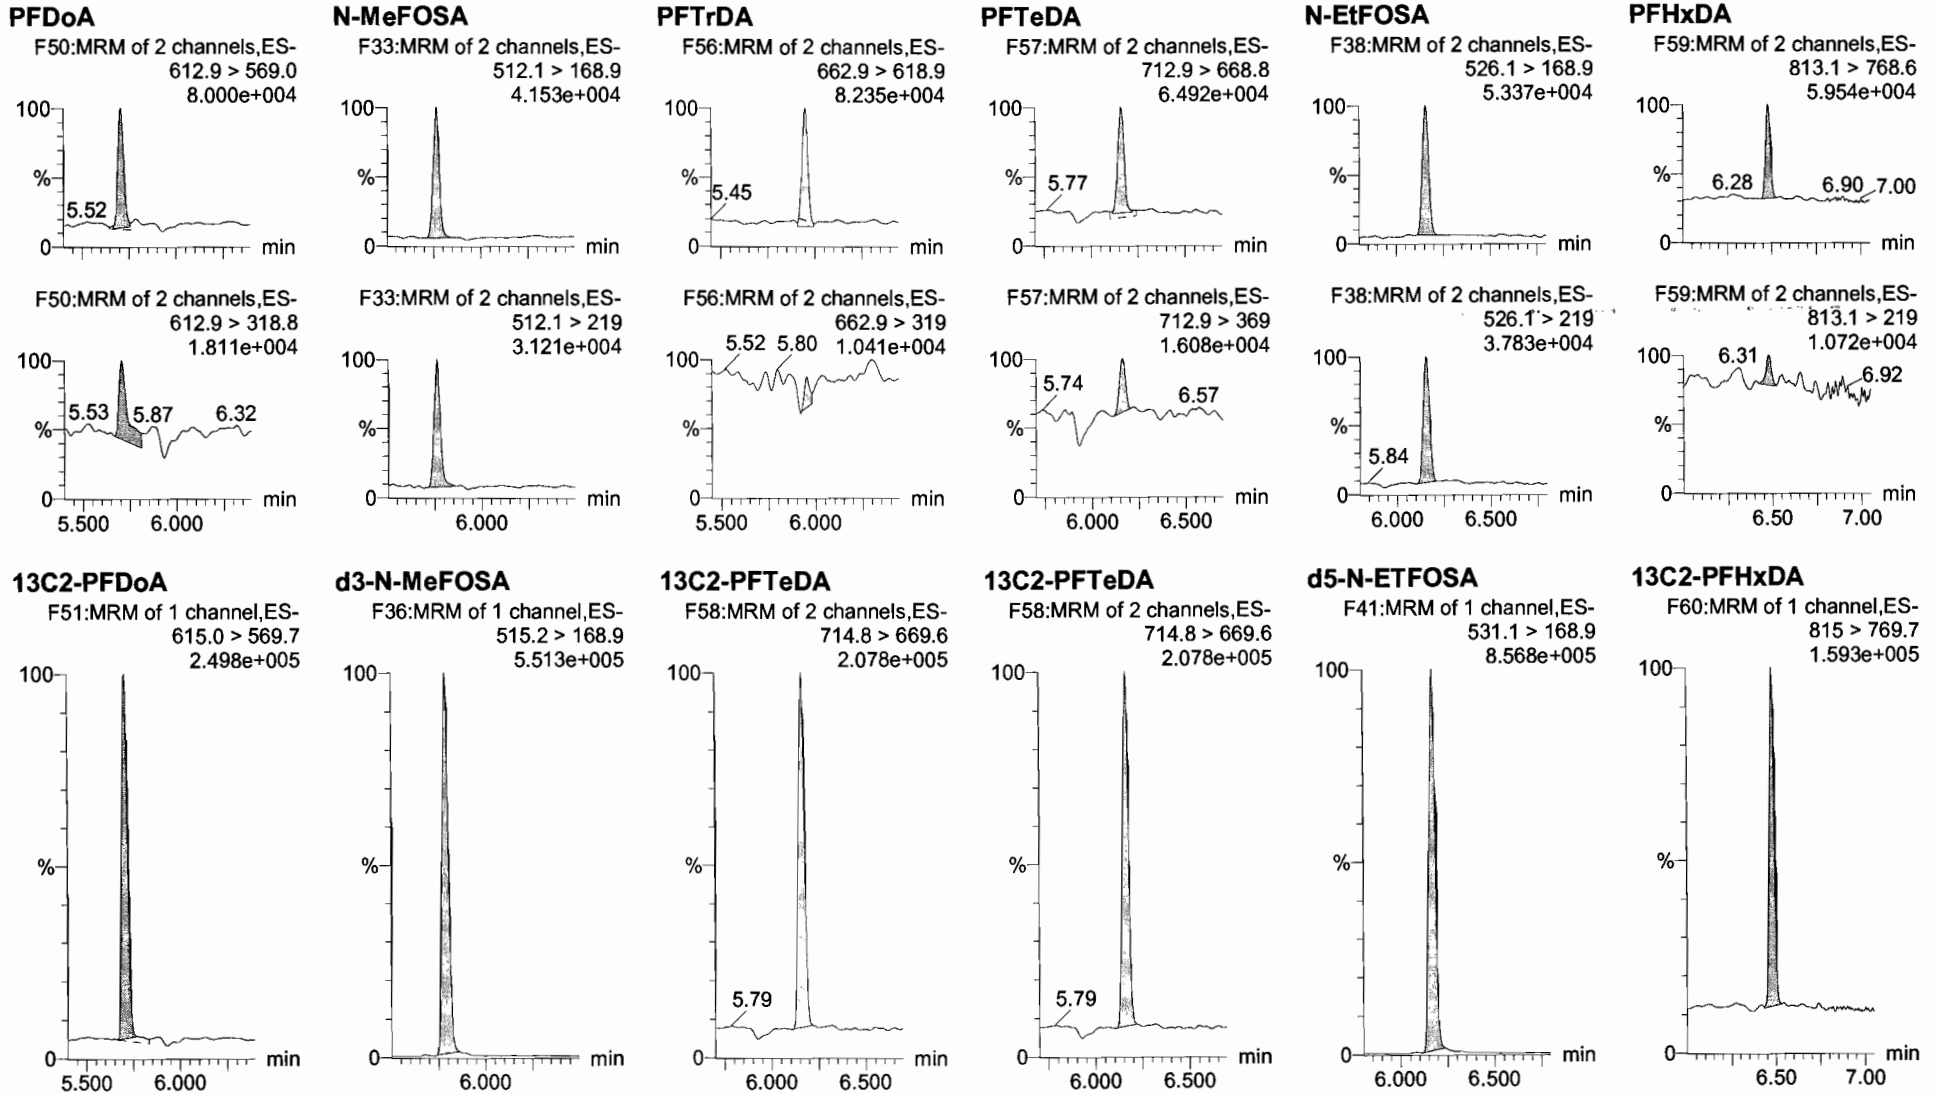 PFDoA
F50:MRM of 2 channels,ES-
612.9 > 569.0
8.000e+004
100
%
5.52
0
min
N-MeFOSA
F33:MRM of 2 channels,ES-
512.1 > 168.9
4.153e+004
100
%
0
min
PFTrDA
F56:MRM of 2 channels,ES-
662.9 > 618.9
8.235e+004
100
%
5.45
0
min
PFTeDA
F57:MRM of 2 channels,ES-
712.9 > 668.8
6.492e+004
100
%
5.77
0
min
N-EtFOSA
F38:MRM of 2 channels,ES-
526.1 > 168.9
5.337e+004
100
%
0
min
PFHxDA
F59:MRM of 2 channels,ES-
813.1 > 768.6
5.954e+004
100
%
6.28
6.90
7.00
0
min
F50:MRM of 2 channels,ES-
612.9 > 318.8
1.811e+004
100
5.53
5.87
6.32
%
0
min
5.500
6.000
F33:MRM of 2 channels,ES-
512.1 > 219
3.121e+004
100
%
0
min
6.000
F56:MRM of 2 channels,ES-
662.9 > 319
5.52
5.80
1.041e+004
100
%
0
min
5.500
6.000
F57:MRM of 2 channels,ES-
712.9 > 369
1.608e+004
100
5.74
6.57
%
0
min
6.000
6.500
F38:MRM of 2 channels,ES-
526.1 > 219
3.783e+004
100
%
5.84
0
min
6.000
6.500
F59:MRM of 2 channels,ES-
813.1 > 219
1.072e+004
100
6.31
6.92
%
0
min
6.50
7.00
13C2-PFDoA
F51:MRM of 1 channel,ES-
615.0 > 569.7
2.498e+005
100
%
0
min
5.500
6.000
d3-N-MeFOSA
F36:MRM of 1 channel,ES-
515.2 > 168.9
5.513e+005
100
%
0
min
6.000
13C2-PFTeDA
F58:MRM of 2 channels,ES-
714.8 > 669.6
2.078e+005
100
%
5.79
0
min
6.000
6.500
13C2-PFTeDA
F58:MRM of 2 channels,ES-
714.8 > 669.6
2.078e+005
100
%
5.79
0
min
6.000
6.500
d5-N-ETFOSA
F41:MRM of 1 channel,ES-
531.1 > 168.9
8.568e+005
100
%
0
min
6.000
6.500
13C2-PFHxDA
F60:MRM of 1 channel,ES-
815 > 769.7
1.593e+005
100
%
0
min
6.50
7.00